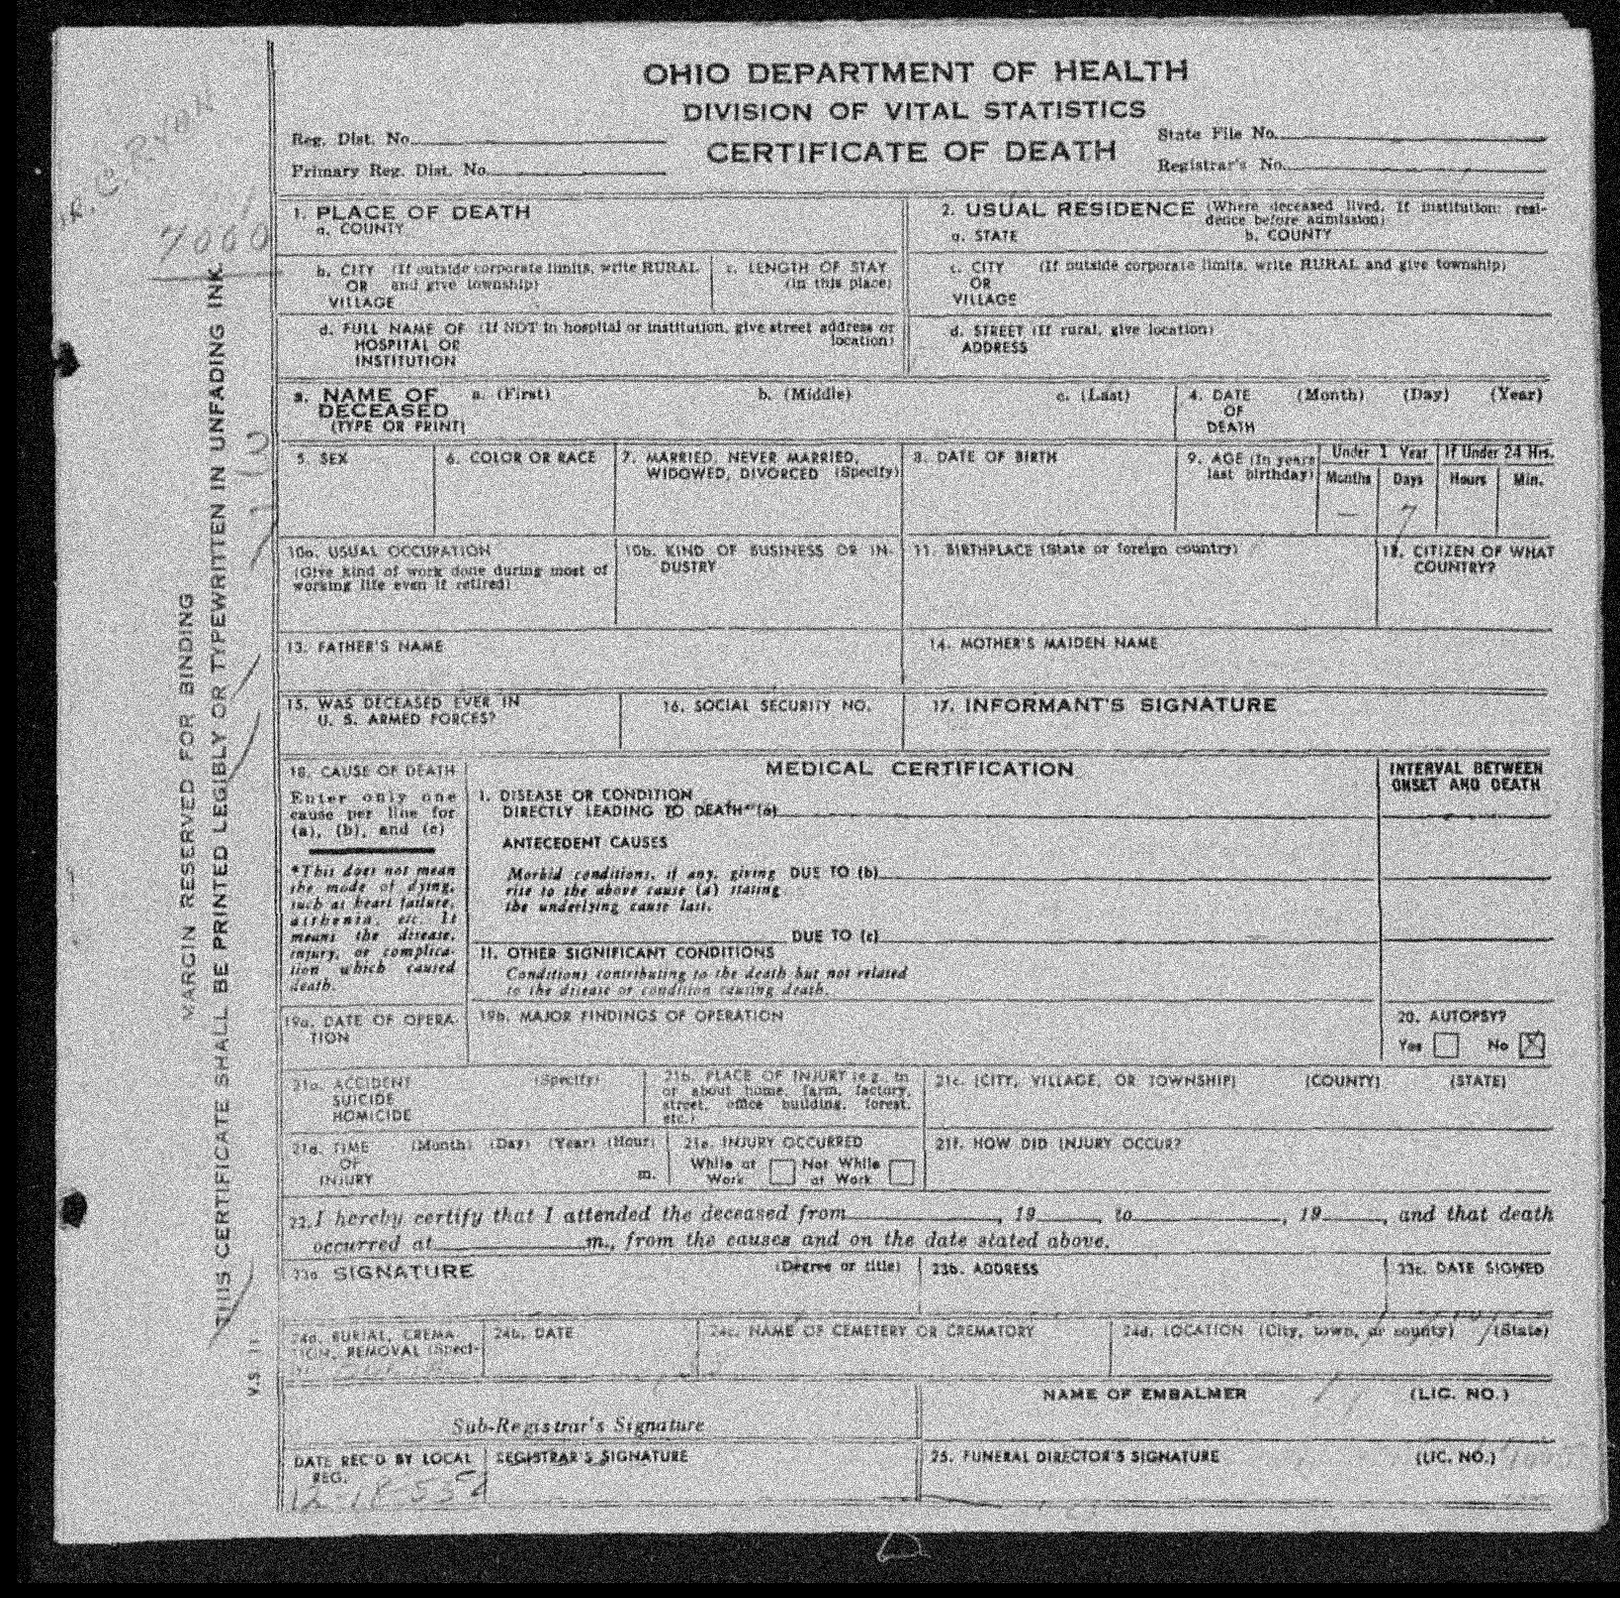 OHIO DEPARTMENT OF HEALTH
DIVISION OF VITAL STATISTICS
CERTIFICATE OF DEATH
Reg. Dist. No.
Primary Reg. Dist. No.
State File No.
Registrar's No.
7000
1. PLACE OF DEATH
a. COUNTY
2. USUAL RESIDENCE (Where deceased lived. If institution: resi-
dence before admission)
a. STATE b. COUNTY
b. CITY (If outside corporate limits, write RURAL
OR and give township)
VILLAGE
c. LENGTH OF STAY
(in this place)
c. CITY (If outside corporate limits, write RURAL and give township)
OR
VILLAGE
d. FULL NAME OF (If NOT in hospital or institution, give street address or
HOSPITAL OR location)
INSTITUTION
d. STREET (If rural, give location)
ADDRESS
3. NAME OF a. (First) b. (Middle) c. (Last)
DECEASED
(TYPE OR PRINT)
4. DATE (Month) (Day) (Year)
OF
DEATH
5. SEX
6. COLOR OR RACE
7. MARRIED, NEVER MARRIED,
WIDOWED, DIVORCED (Specify)
8. DATE OF BIRTH
9. AGE (In years
last birthday)
Under 1 Year
If Under 24 Hrs.
Months Days Hours Min.
— 7
10a. USUAL OCCUPATION
(Give kind of work done during most of
working life even if retired)
10b. KIND OF BUSINESS OR IN-
DUSTRY
11. BIRTHPLACE (State or foreign country)
12. CITIZEN OF WHAT
COUNTRY?
13. FATHER'S NAME
14. MOTHER'S MAIDEN NAME
15. WAS DECEASED EVER IN
U. S. ARMED FORCES?
16. SOCIAL SECURITY NO.
17. INFORMANT'S SIGNATURE
18. CAUSE OF DEATH
Enter only one
cause per line for
(a), (b), and (c)
*This does not mean
the mode of dying,
such as heart failure,
asthenia, etc. It
means the disease,
injury, or complica-
tion which caused
death.
MEDICAL CERTIFICATION
INTERVAL BETWEEN
ONSET AND DEATH
I. DISEASE OR CONDITION
DIRECTLY LEADING TO DEATH* (a)
ANTECEDENT CAUSES
Morbid conditions, if any, giving DUE TO (b)
rise to the above cause (a) stating
the underlying cause last.
DUE TO (c)
II. OTHER SIGNIFICANT CONDITIONS
Conditions contributing to the death but not related
to the disease or condition causing death.
19a. DATE OF OPERA-
TION
19b. MAJOR FINDINGS OF OPERATION
20. AUTOPSY?
Yes No X
21a. ACCIDENT (Specify)
SUICIDE
HOMICIDE
21b. PLACE OF INJURY (e.g., in
or about home, farm, factory,
street, office building, forest,
etc.)
21c. (CITY, VILLAGE, OR TOWNSHIP) (COUNTY) (STATE)
21d. TIME (Month) (Day) (Year) (Hour)
OF
INJURY m.
21e. INJURY OCCURRED
While at Not While
Work at Work
21f. HOW DID INJURY OCCUR?
22. I hereby certify that I attended the deceased from , 19 , to , 19 , and that death
occurred at m., from the causes and on the date stated above.
23a. SIGNATURE (Degree or title)
23b. ADDRESS
23c. DATE SIGNED
24a. BURIAL, CREMA-
TION, REMOVAL (Speci-
24b. DATE
24c. NAME OF CEMETERY OR CREMATORY
24d. LOCATION (City, town, or county) (State)
Sub-Registrar's Signature
NAME OF EMBALMER (LIC. NO.)
DATE REC'D BY LOCAL
REG.
REGISTRAR'S SIGNATURE
25. FUNERAL DIRECTOR'S SIGNATURE (LIC. NO.)
MARGIN RESERVED FOR BINDING
THIS CERTIFICATE SHALL BE PRINTED LEGIBLY OR TYPEWRITTEN IN UNFADING INK.
V.S. 11